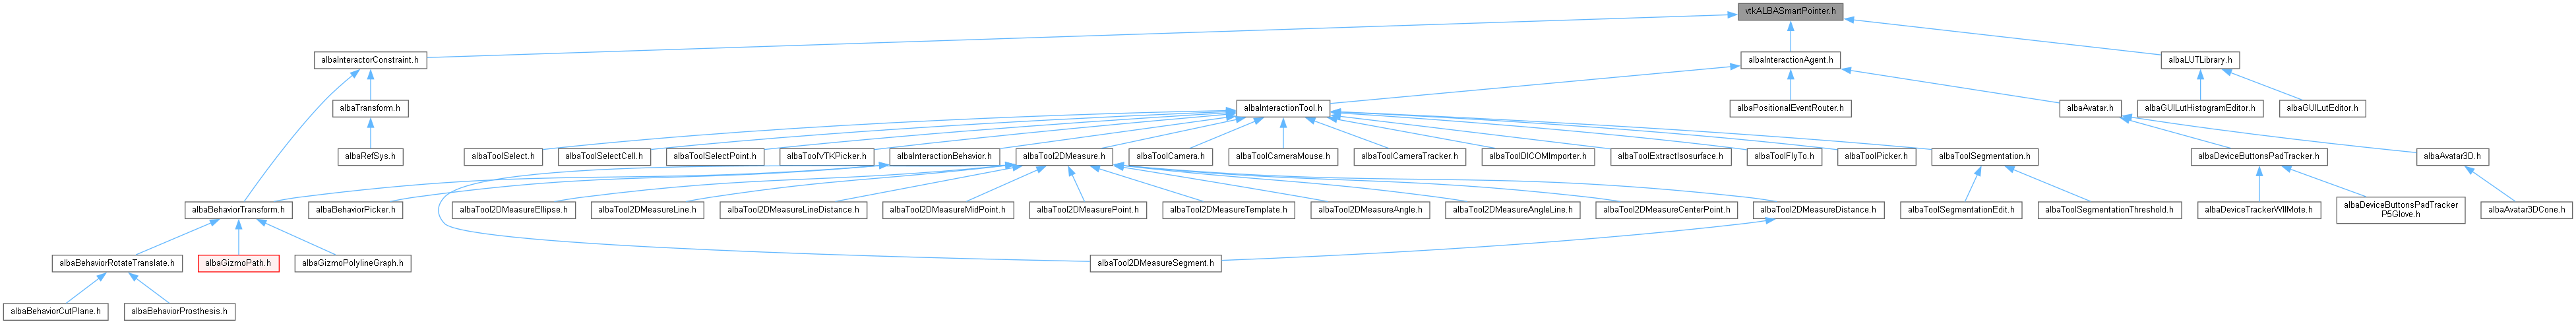 vtkALBASmartPointer.h
albaInteractorConstraint.h
albaInteractionAgent.h
albaLUTLibrary.h
albaTransform.h
albaInteractionTool.h
albaPositionalEventRouter.h
albaAvatar.h
albaGUILutHistogramEditor.h
albaGUILutEditor.h
albaRefSys.h
albaToolSelect.h
albaToolSelectCell.h
albaToolSelectPoint.h
albaToolVTKPicker.h
albaInteractionBehavior.h
albaTool2DMeasure.h
albaToolCamera.h
albaToolCameraMouse.h
albaToolCameraTracker.h
albaToolDICOMImporter.h
albaToolExtractIsosurface.h
albaToolFlyTo.h
albaToolPicker.h
albaToolSegmentation.h
albaDeviceButtonsPadTracker.h
albaAvatar3D.h
albaBehaviorTransform.h
albaBehaviorPicker.h
albaTool2DMeasureEllipse.h
albaTool2DMeasureLine.h
albaTool2DMeasureLineDistance.h
albaTool2DMeasureMidPoint.h
albaTool2DMeasurePoint.h
albaTool2DMeasureTemplate.h
albaTool2DMeasureAngle.h
albaTool2DMeasureAngleLine.h
albaTool2DMeasureCenterPoint.h
albaTool2DMeasureDistance.h
albaToolSegmentationEdit.h
albaToolSegmentationThreshold.h
albaDeviceTrackerWIIMote.h
albaDeviceButtonsPadTracker
P5Glove.h
albaAvatar3DCone.h
albaBehaviorRotateTranslate.h
albaGizmoPath.h
albaGizmoPolylineGraph.h
albaTool2DMeasureSegment.h
albaBehaviorCutPlane.h
albaBehaviorProsthesis.h